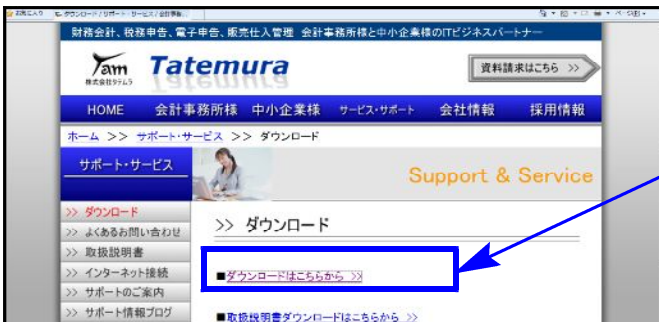 お気に入り
ダウンロード/サポート・サービス/会計事務...
財務会計、税務申告、電子申告、販売仕入管理 会計事務所様と中小企業様のITビジネスパートナー
Tam
株式会社タテムラ
Tatemura
資料請求はこちら >>
HOME 会計事務所様 中小企業様 サービス・サポート 会社情報 採用情報
ホーム >> サポート・サービス >> ダウンロード
サポート・サービス
Support & Service
>> ダウンロード
>> よくあるお問い合わせ
>> 取扱説明書
>> インターネット接続
>> サポートのご案内
>> サポート情報ブログ
>> ダウンロード
■ダウンロードはこちらから >>
■取扱説明書ダウンロードはこちらから >>